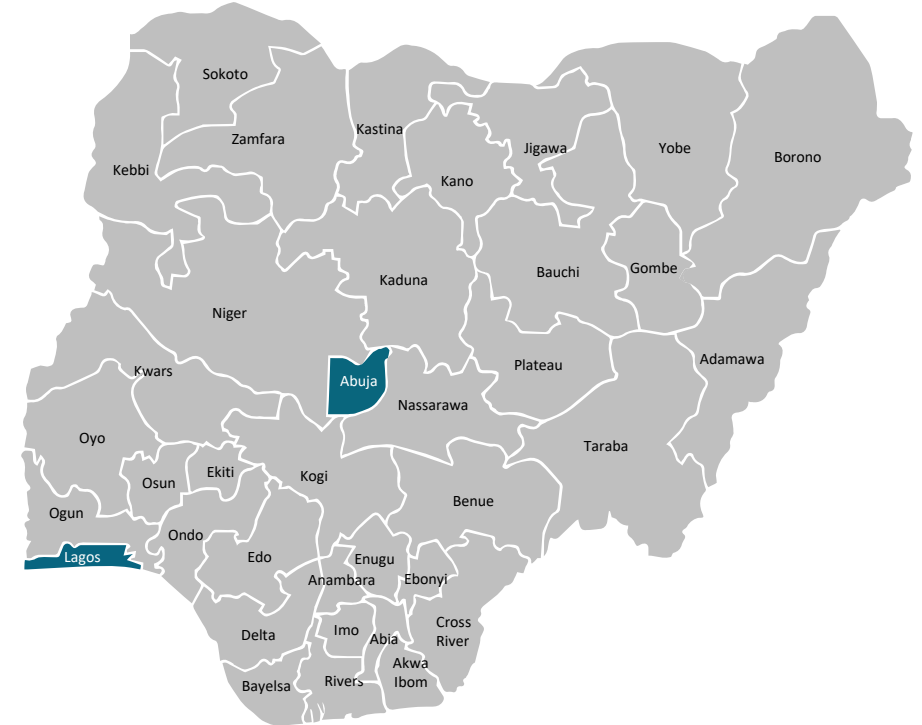 Sokoto
Kastina
Zamfara
Jigawa
Yobe
Borono
Kebbi
Kano
Gombe
Bauchi
Kaduna
Niger
Adamawa
Plateau
Kwars
Abuja
Nassarawa
Oyo
Taraba
Ekiti
Kogi
Osun
Benue
Ogun
Ondo
Lagos
Edo
Enugu
Anambara
Ebonyi
Cross
River
Imo
Delta
Abia
Akwa
Ibom
Rivers
Bayelsa